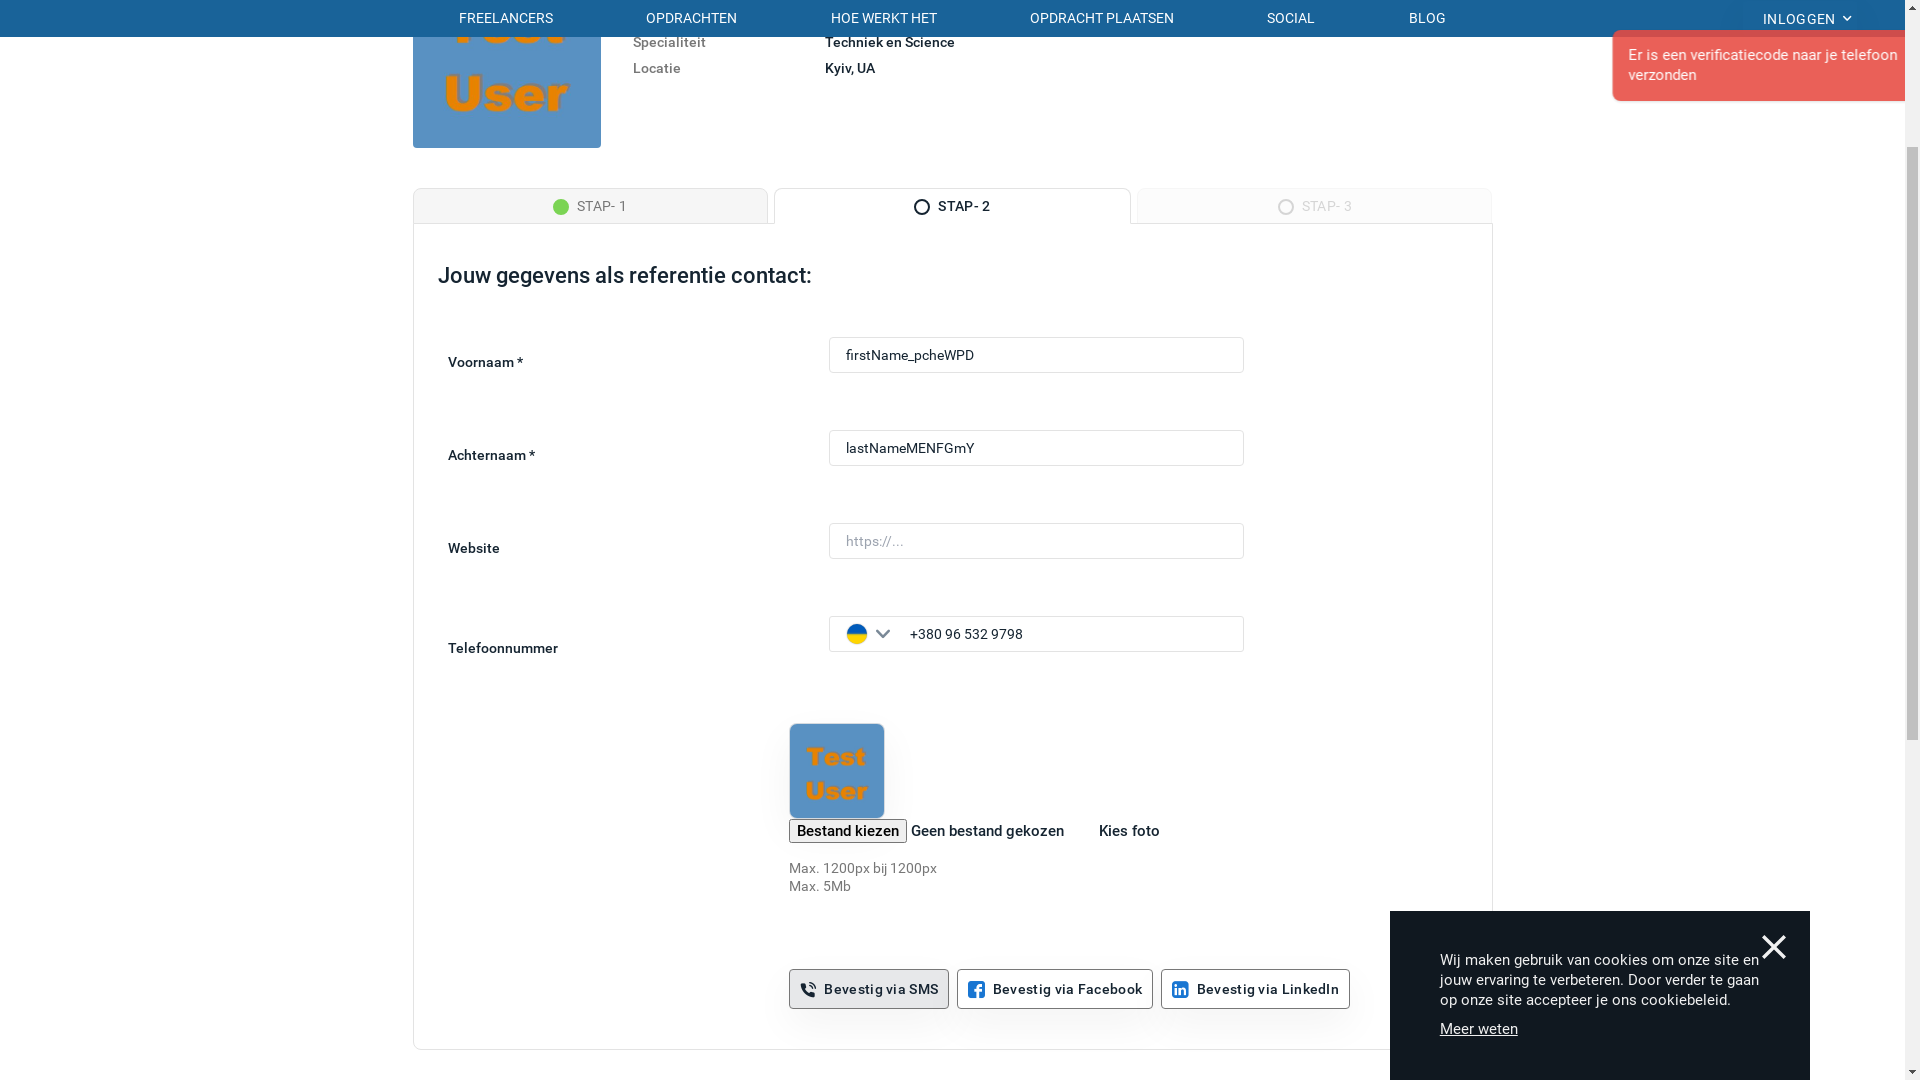 FREELANCERS OPDRACHTEN HOE WERKT HET OPDRACHT PLAATSEN SOCIAL BLOG INLOGGEN
Er is een verificatiecode naar je telefoon
verzonden
User
Specialiteit Techniek en Science
Locatie Kyiv, UA
STAP- 1 STAP- 2 STAP- 3
Jouw gegevens als referentie contact:
Voornaam * firstName_pcheWPD
Achternaam * lastNameMENFGmY
Website https://...
Telefoonnummer +380 96 532 9798
Test
User
Bestand kiezen Geen bestand gekozen Kies foto
Max. 1200px bij 1200px
Max. 5Mb
Bevestig via SMS Bevestig via Facebook Bevestig via LinkedIn
Wij maken gebruik van cookies om onze site en
jouw ervaring te verbeteren. Door verder te gaan
op onze site accepteer je ons cookiebeleid.
Meer weten